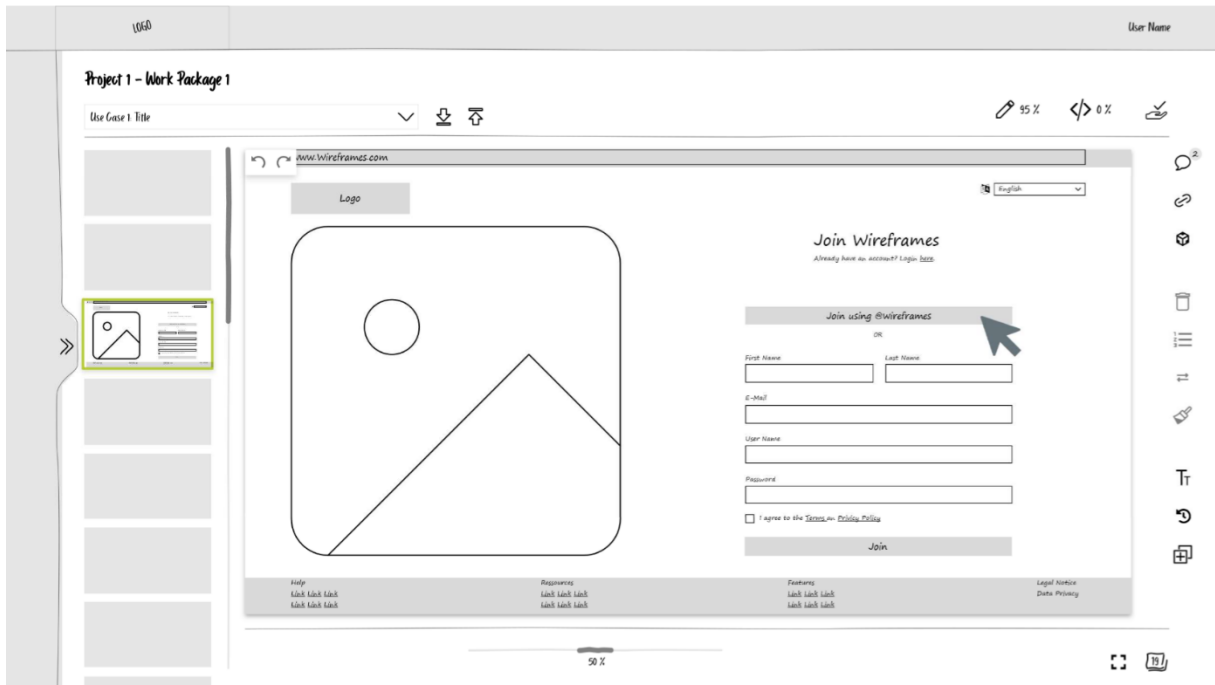 LOGO
User Name
Project 1 - Work Package 1
Use Case 1 Title
95 %
0 %
www.Wireframes.com
2
Logo
English
Join Wireframes
Already have an account? Login here.
Join using @Wireframes
OR
First Name
Last Name
E-Mail
User Name
Password
I agree to the Terms an Privacy Policy
Join
Help
Ressources
Features
Legal Notice
Link Link Link
Link Link Link
Link Link Link
Data Privacy
Link Link Link
Link Link Link
Link Link Link
50 %
19